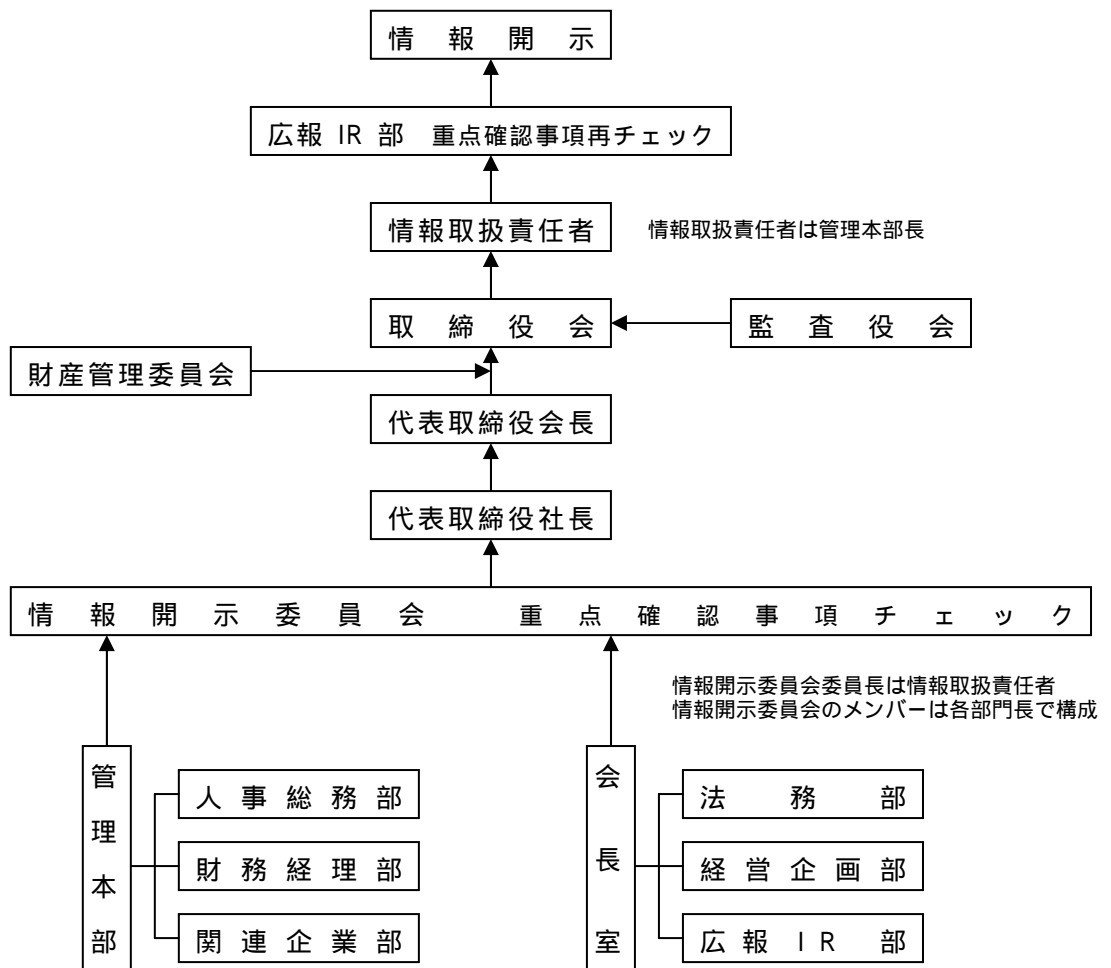 情報開示
広報 IR 部 重点確認事項再チェック
情報取扱責任者
情報取扱責任者は管理本部長
取締役会
監査役会
財産管理委員会
代表取締役会長
代表取締役社長
情報開示委員会 重点確認事項チェック
情報開示委員会委員長は情報取扱責任者
情報開示委員会のメンバーは各部門長で構成
管理本部
人事総務部
財務経理部
関連企業部
会長室
法務部
経営企画部
広報IR部